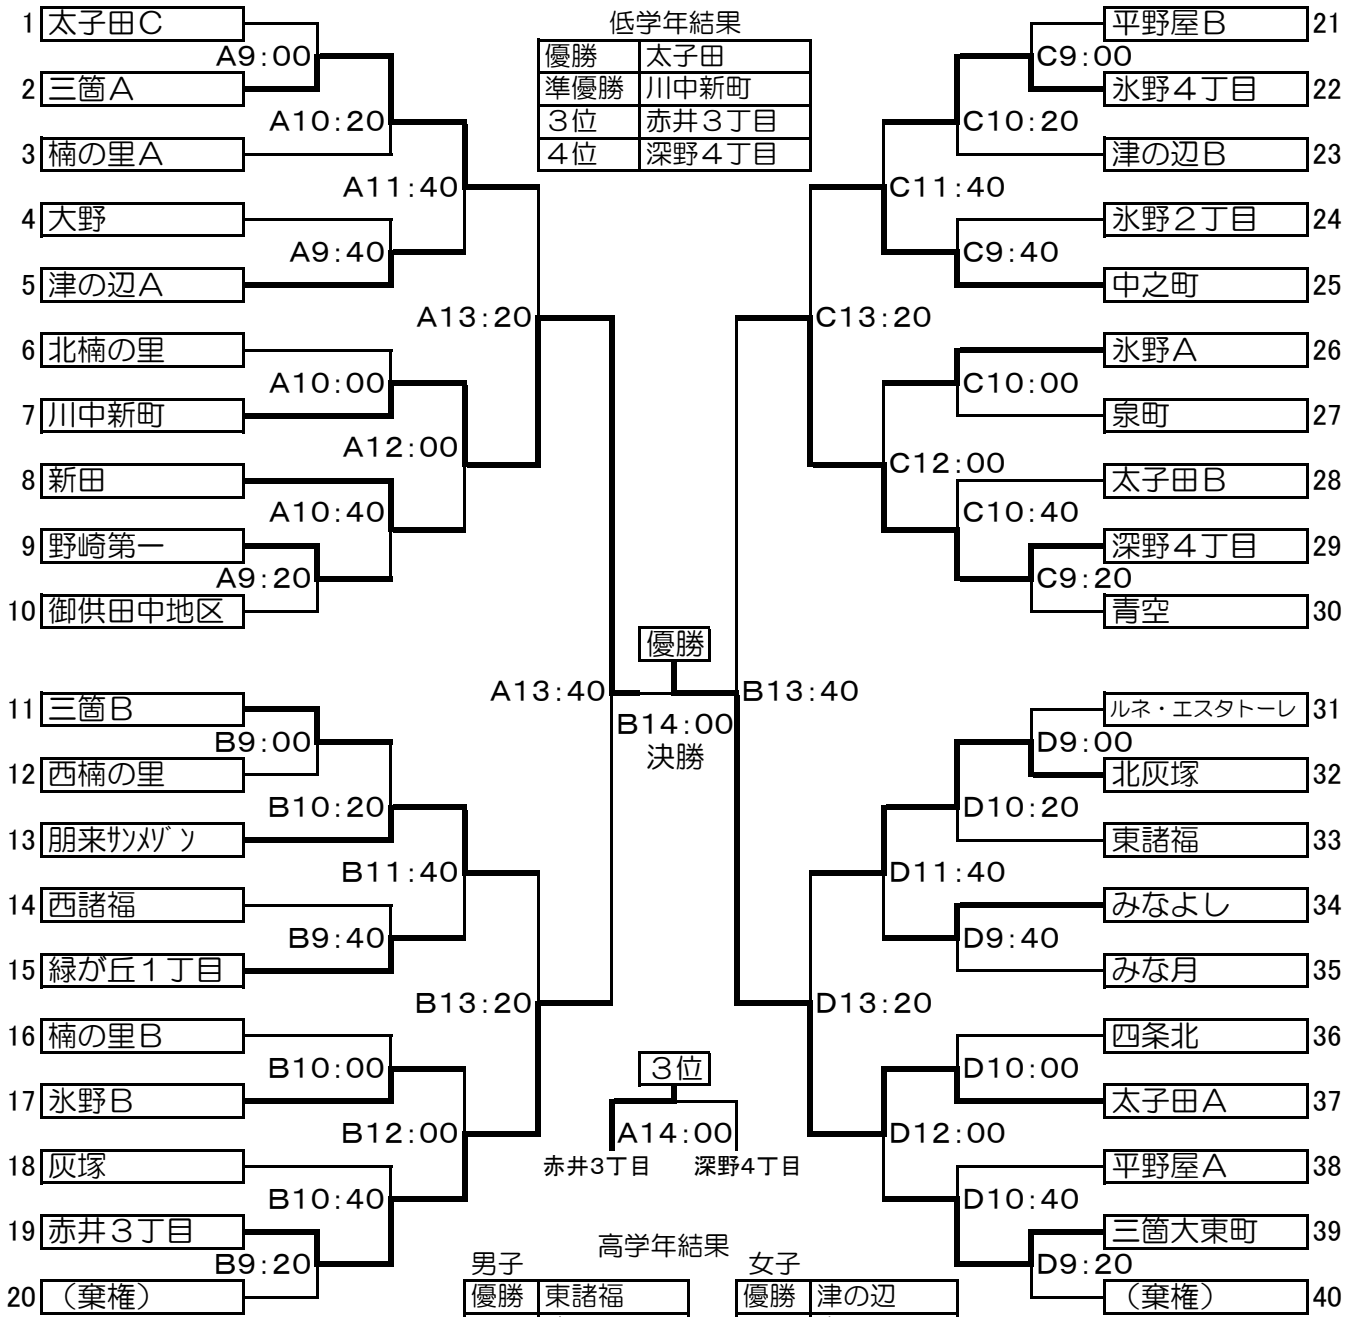 低学年結果
優勝 太子田
準優勝 川中新町
３位 赤井３丁目
４位 深野４丁目
1 太子田Ｃ
A9:00
2 三箇Ａ
A10:20
3 楠の里Ａ
A11:40
4 大野
A9:40
5 津の辺Ａ
A13:20
6 北楠の里
A10:00
7 川中新町
A12:00
8 新田
A10:40
9 野崎第一
A9:20
10 御供田中地区
A13:40
11 三箇Ｂ
B9:00
12 西楠の里
B10:20
13 朋来ｻﾝﾒｿﾞﾝ
B11:40
14 西諸福
B9:40
15 緑が丘１丁目
B13:20
16 楠の里Ｂ
B10:00
17 氷野Ｂ
B12:00
18 灰塚
B10:40
19 赤井３丁目
B9:20
20 （棄権）
優勝
B14:00
決勝
３位
A14:00
赤井3丁目 深野4丁目
平野屋Ｂ 21
C9:00
氷野４丁目 22
C10:20
津の辺Ｂ 23
C11:40
氷野２丁目 24
C9:40
中之町 25
C13:20
氷野Ａ 26
C10:00
泉町 27
C12:00
太子田Ｂ 28
C10:40
深野４丁目 29
C9:20
青空 30
B13:40
ルネ・エスタトーレ 31
D9:00
北灰塚 32
D10:20
東諸福 33
D11:40
みなよし 34
D9:40
みな月 35
D13:20
四条北 36
D10:00
太子田Ａ 37
D12:00
平野屋Ａ 38
D10:40
三箇大東町 39
D9:20
（棄権） 40
高学年結果
男子
優勝 東諸福
女子
優勝 津の辺